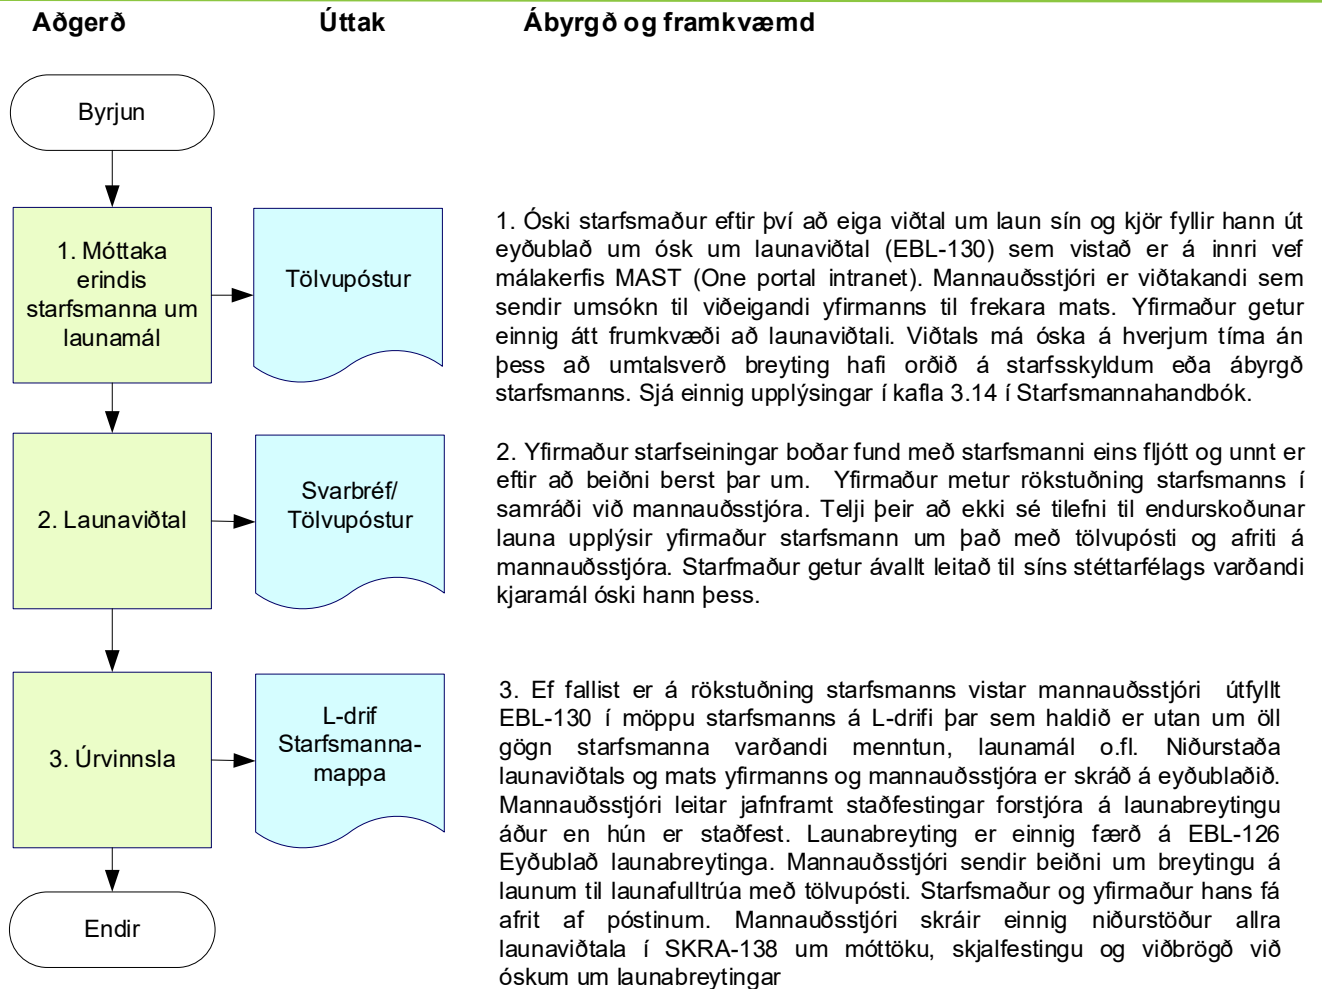 Aðgerð
Úttak
Ábyrgð og framkvæmd
Byrjun
1. Móttaka
erindis
starfsmanna um
launamál
Tölvupóstur
1. Óski starfsmaður eftir því að eiga viðtal um laun sín og kjör fyllir hann út
eyðublað um ósk um launaviðtal (EBL-130) sem vistað er á innri vef
málakerfis MAST (One portal intranet). Mannauðsstjóri er viðtakandi sem
sendir umsókn til viðeigandi yfirmanns til frekara mats. Yfirmaður getur
einnig átt frumkvæði að launaviðtali. Viðtals má óska á hverjum tíma án
þess að umtalsverð breyting hafi orðið á starfsskyldum eða ábyrgð
starfsmanns. Sjá einnig upplýsingar í kafla 3.14 í Starfsmannahandbók.
2. Launaviðtal
Svarbréf/
Tölvupóstur
2. Yfirmaður starfseiningar boðar fund með starfsmanni eins fljótt og unnt er
eftir að beiðni berst þar um. Yfirmaður metur rökstuðning starfsmanns í
samráði við mannauðsstjóra. Telji þeir að ekki sé tilefni til endurskoðunar
launa upplýsir yfirmaður starfsmann um það með tölvupósti og afriti á
mannauðsstjóra. Starfmaður getur ávallt leitað til síns stéttarfélags varðandi
kjaramál óski hann þess.
3. Úrvinnsla
L-drif
Starfsmanna-
mappa
3. Ef fallist er á rökstuðning starfsmanns vistar mannauðsstjóri útfyllt
EBL-130 í möppu starfsmanns á L-drifi þar sem haldið er utan um öll
gögn starfsmanna varðandi menntun, launamál o.fl. Niðurstaða
launaviðtals og mats yfirmanns og mannauðsstjóra er skráð á eyðublaðið.
Mannauðsstjóri leitar jafnframt staðfestingar forstjóra á launabreytingu
áður en hún er staðfest. Launabreyting er einnig færð á EBL-126
Eyðublað launabreytinga. Mannauðsstjóri sendir beiðni um breytingu á
launum til launafulltrúa með tölvupósti. Starfsmaður og yfirmaður hans fá
afrit af póstinum. Mannauðsstjóri skráir einnig niðurstöður allra
launaviðtala í SKRA-138 um móttöku, skjalfestingu og viðbrögð við
óskum um launabreytingar
Endir